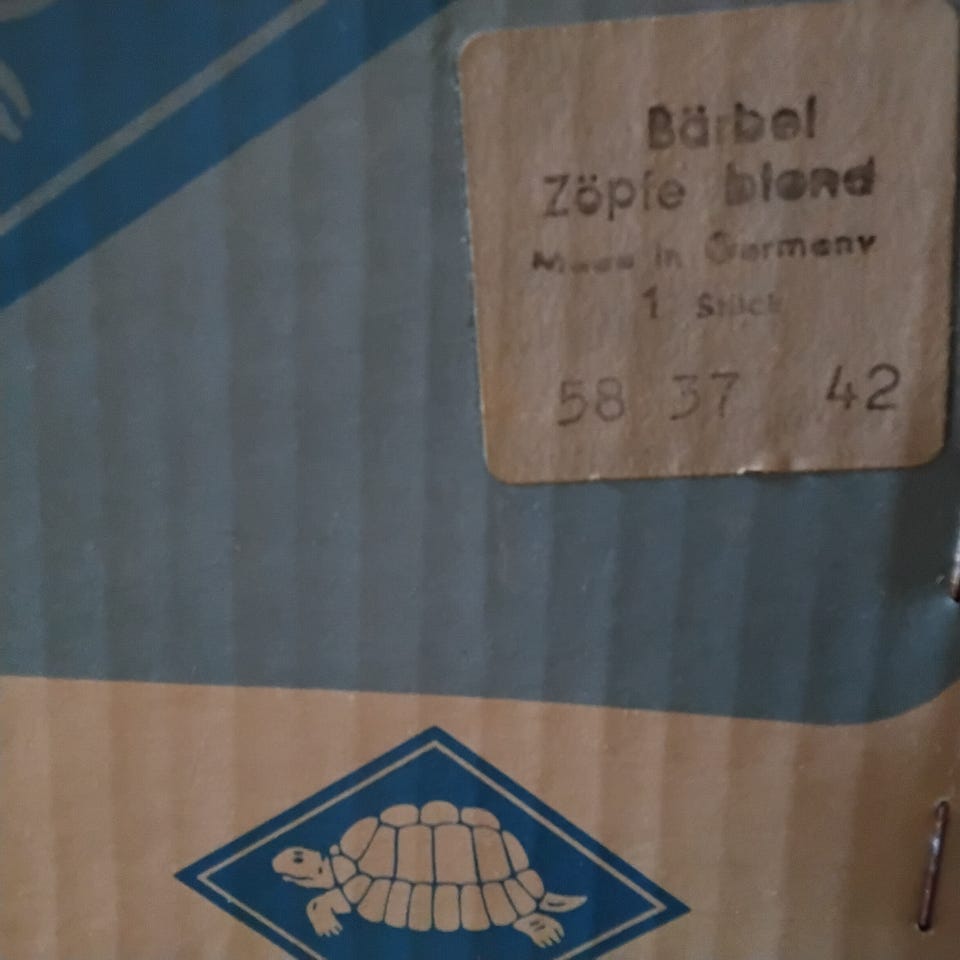 Bärbel
Zöpfe blond
Made in Germany
1 Stück
58 37 42